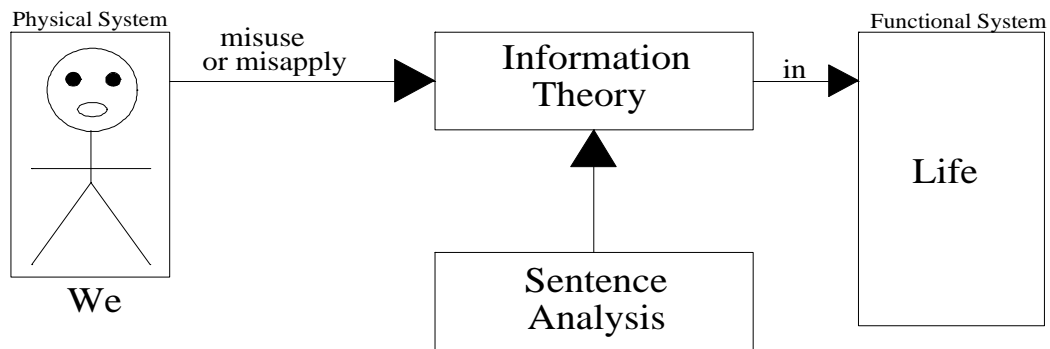 Physical System
Functional System
misuse
or misapply
Information
Theory
in
Life
We
Sentence
Analysis